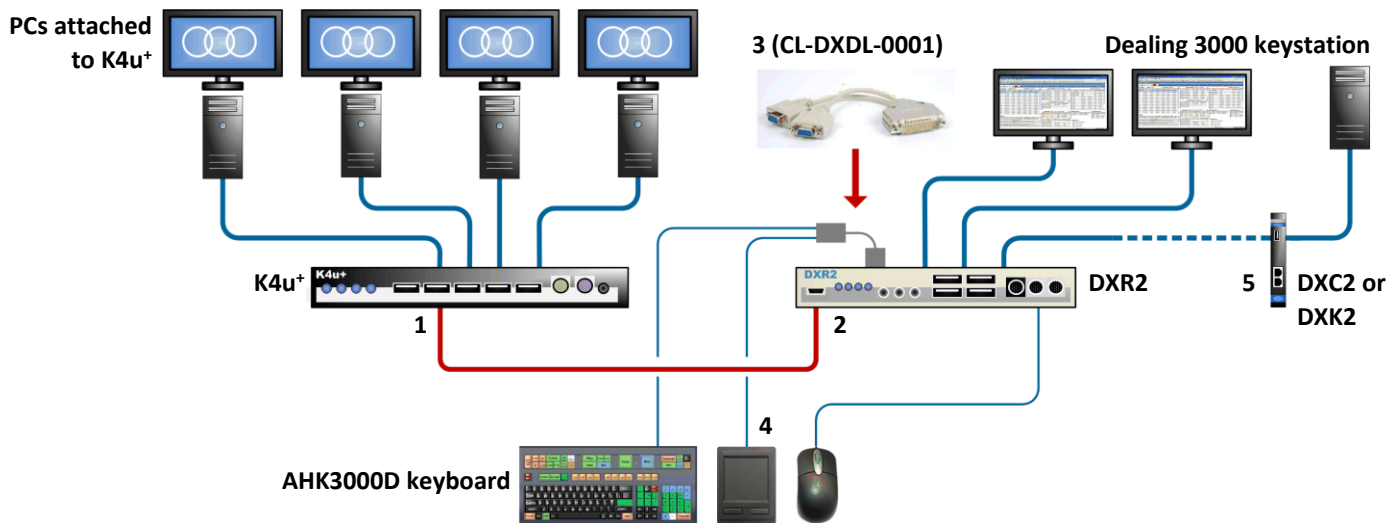 PCs attached
to K4u⁺
3 (CL-DXDL-0001)
Dealing 3000 keystation
K4u⁺
K4u+
DXR2
DXR2
5
DXC2 or
DXK2
1
2
4
AHK3000D keyboard